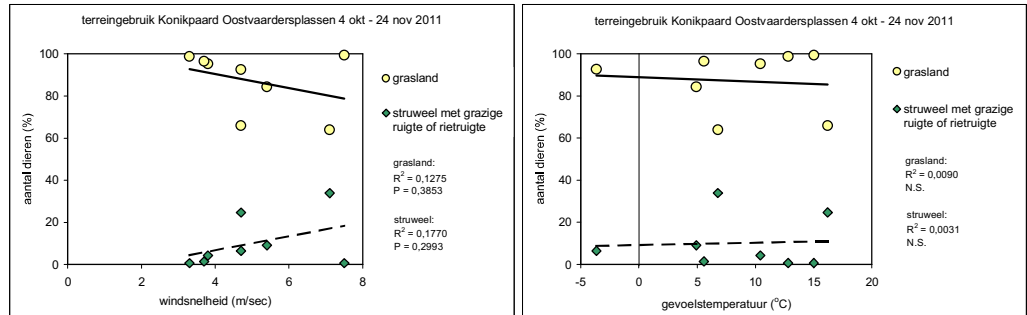 terreingebruik Konikpaard Oostvaardersplassen 4 okt - 24 nov 2011
100
80
60
40
20
0
aantal dieren (%)
0
2
4
6
8
windsnelheid (m/sec)
grasland
struweel met grazige
ruigte of rietruigte
grasland:
R² = 0,1275
P = 0,3853
struweel:
R² = 0,1770
P = 0,2993
terreingebruik Konikpaard Oostvaardersplassen 4 okt - 24 nov 2011
100
80
60
40
20
0
aantal dieren (%)
-5
0
5
10
15
20
gevoelstemperatuur (°C)
grasland
struweel met grazige
ruigte of rietruigte
grasland:
R² = 0,0090
N.S.
struweel:
R² = 0,0031
N.S.